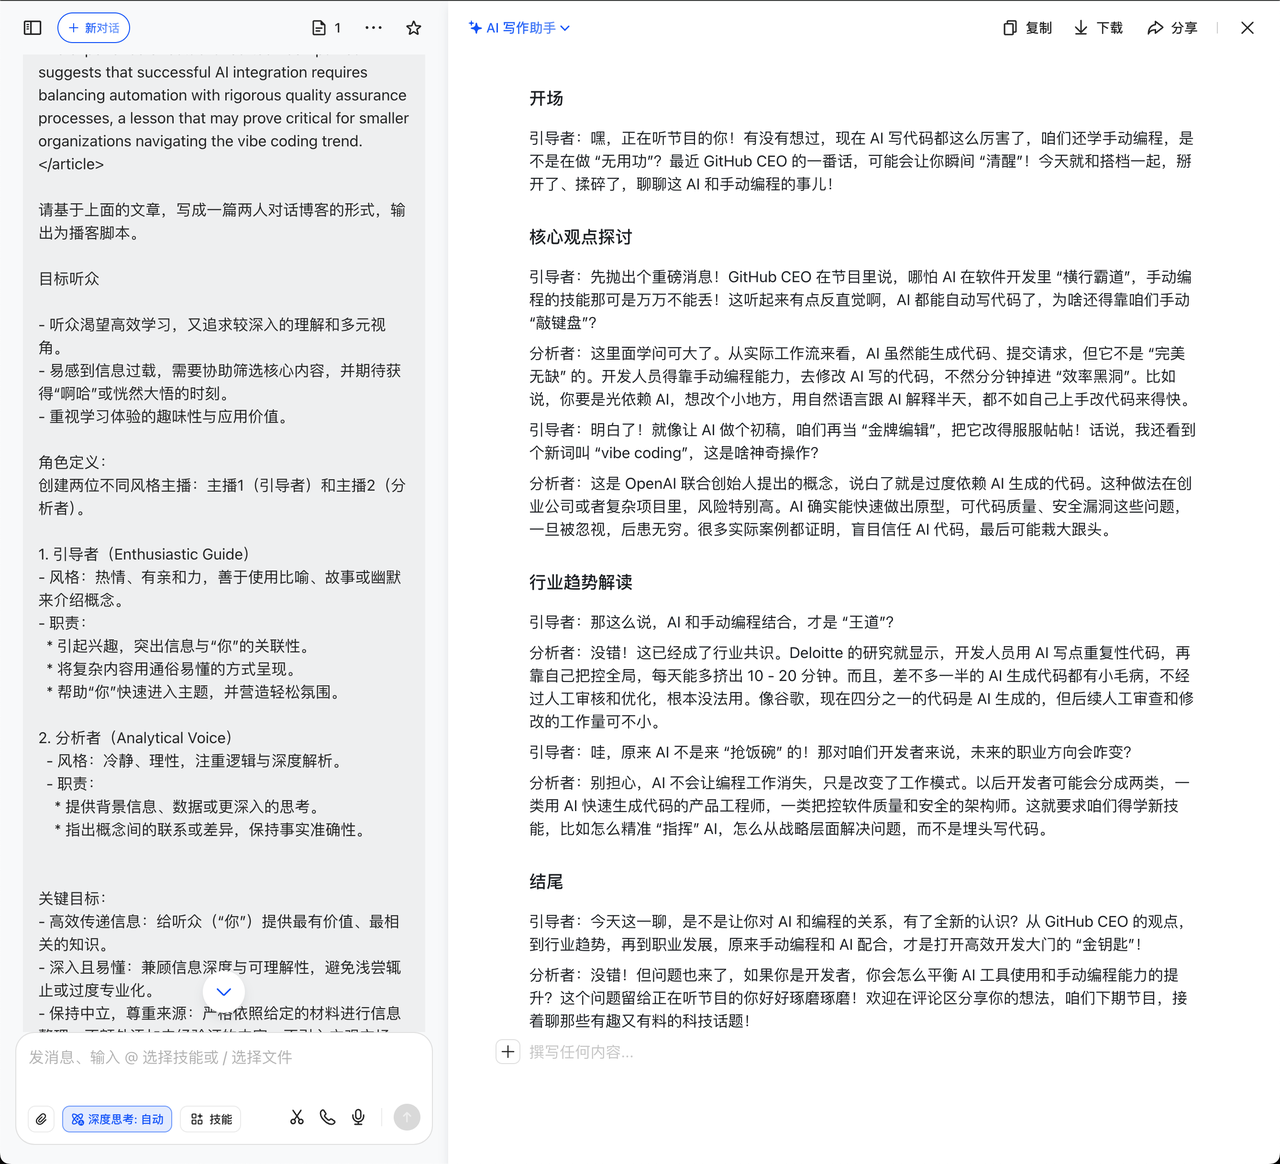 新对话
1
suggests that successful AI integration requires
balancing automation with rigorous quality assurance
processes, a lesson that may prove critical for smaller
organizations navigating the vibe coding trend.
</article>
请基于上面的文章，写成一篇两人对话博客的形式，输
出为播客脚本。
目标听众
- 听众渴望高效学习，又追求较深入的理解和多元视
角。
- 易感到信息过载，需要协助筛选核心内容，并期待获
得“啊哈”或恍然大悟的时刻。
- 重视学习体验的趣味性与应用价值。
角色定义：
创建两位不同风格主播：主播1（引导者）和主播2（分
析者）。
1. 引导者（Enthusiastic Guide）
- 风格：热情、有亲和力，善于使用比喻、故事或幽默
来介绍概念。
- 职责：
* 引起兴趣，突出信息与“你”的关联性。
* 将复杂内容用通俗易懂的方式呈现。
* 帮助“你”快速进入主题，并营造轻松氛围。
2. 分析者（Analytical Voice）
- 风格：冷静、理性，注重逻辑与深度解析。
- 职责：
* 提供背景信息、数据或更深入的思考。
* 指出概念间的联系或差异，保持事实准确性。
关键目标：
- 高效传递信息：给听众（“你”）提供最有价值、最相
关的知识。
- 深入且易懂：兼顾信息深度与可理解性，避免浅尝辄
止或过度专业化。
- 保持中立，尊重来源：严格依照给定的材料进行信息
发消息、输入 @ 选择技能或 / 选择文件
深度思考: 自动
技能
AI 写作助手
复制
下载
分享
开场
引导者：嘿，正在听节目的你！有没有想过，现在 AI 写代码都这么厉害了，咱们还学手动编程，是
不是在做 “无用功”？最近 GitHub CEO 的一番话，可能会让你瞬间 “清醒”！今天就和搭档一起，掰
开了、揉碎了，聊聊这 AI 和手动编程的事儿！
核心观点探讨
引导者：先抛出个重磅消息！GitHub CEO 在节目里说，哪怕 AI 在软件开发里 “横行霸道”，手动编
程的技能那可是万万不能丢！这听起来有点反直觉啊，AI 都能自动写代码了，为啥还得靠咱们手动
“敲键盘”？
分析者：这里面学问可大了。从实际工作流来看，AI 虽然能生成代码、提交请求，但它不是 “完美
无缺” 的。开发人员得靠手动编程能力，去修改 AI 写的代码，不然分分钟掉进 “效率黑洞”。比如
说，你要是光依赖 AI，想改个小地方，用自然语言跟 AI 解释半天，都不如自己上手改代码来得快。
引导者：明白了！就像让 AI 做个初稿，咱们再当 “金牌编辑”，把它改得服服帖帖！话说，我还看到
个新词叫 “vibe coding”，这是啥神奇操作？
分析者：这是 OpenAI 联合创始人提出的概念，说白了就是过度依赖 AI 生成的代码。这种做法在创
业公司或者复杂项目里，风险特别高。AI 确实能快速做出原型，可代码质量、安全漏洞这些问题，
一旦被忽视，后患无穷。很多实际案例都证明，盲目信任 AI 代码，最后可能栽大跟头。
行业趋势解读
引导者：那这么说，AI 和手动编程结合，才是 “王道”？
分析者：没错！这已经成了行业共识。Deloitte 的研究就显示，开发人员用 AI 写点重复性代码，再
靠自己把控全局，每天能多挤出 10 - 20 分钟。而且，差不多一半的 AI 生成代码都有小毛病，不经
过人工审核和优化，根本没法用。像谷歌，现在四分之一的代码是 AI 生成的，但后续人工审查和修
改的工作量可不小。
引导者：哇，原来 AI 不是来 “抢饭碗” 的！那对咱们开发者来说，未来的职业方向会咋变？
分析者：别担心，AI 不会让编程工作消失，只是改变了工作模式。以后开发者可能会分成两类，一
类用 AI 快速生成代码的产品工程师，一类把控软件质量和安全的架构师。这就要求咱们得学新技
能，比如怎么精准 “指挥” AI，怎么从战略层面解决问题，而不是埋头写代码。
结尾
引导者：今天这一聊，是不是让你对 AI 和编程的关系，有了全新的认识？从 GitHub CEO 的观点，
到行业趋势，再到职业发展，原来手动编程和 AI 配合，才是打开高效开发大门的 “金钥匙”！
分析者：没错！但问题也来了，如果你是开发者，你会怎么平衡 AI 工具使用和手动编程能力的提
升？这个问题留给正在听节目的你好好琢磨琢磨！欢迎在评论区分享你的想法，咱们下期节目，接
着聊那些有趣又有料的科技话题！
撰写任何内容...